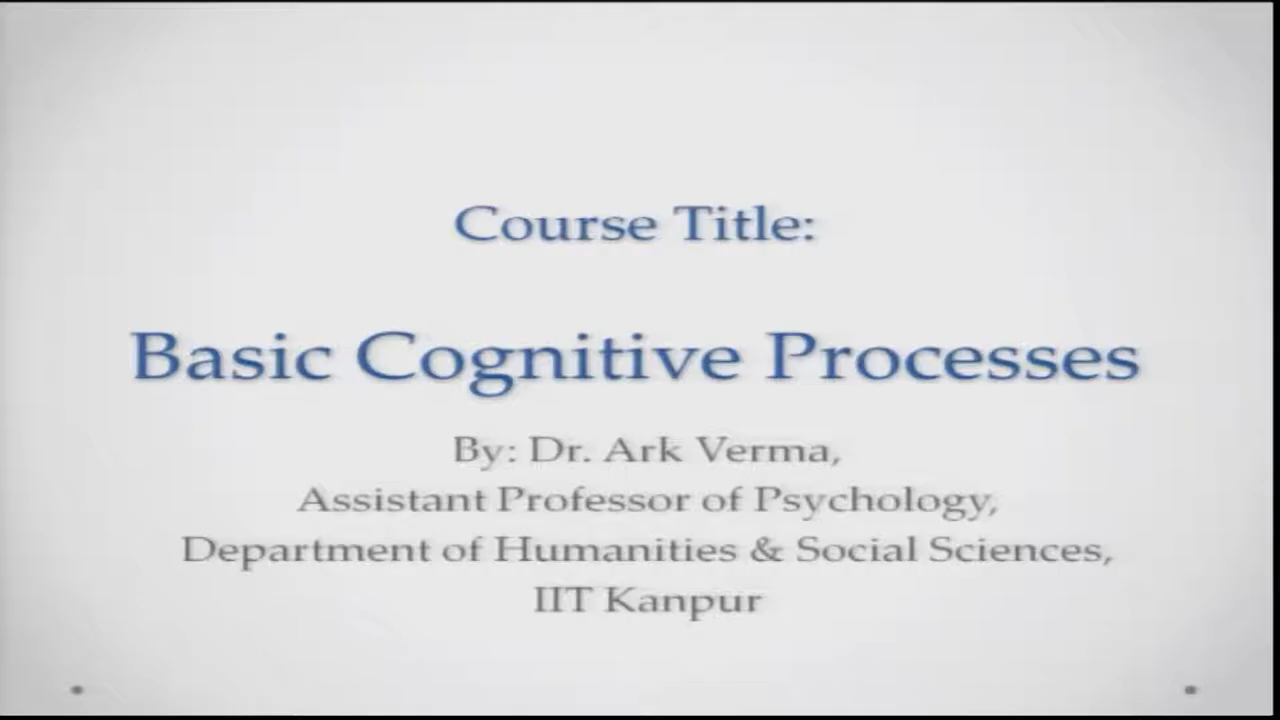 Course Title:
Basic Cognitive Processes
By: Dr. Ark Verma,
Assistant Professor of Psychology,
Department of Humanities & Social Sciences,
IIT Kanpur